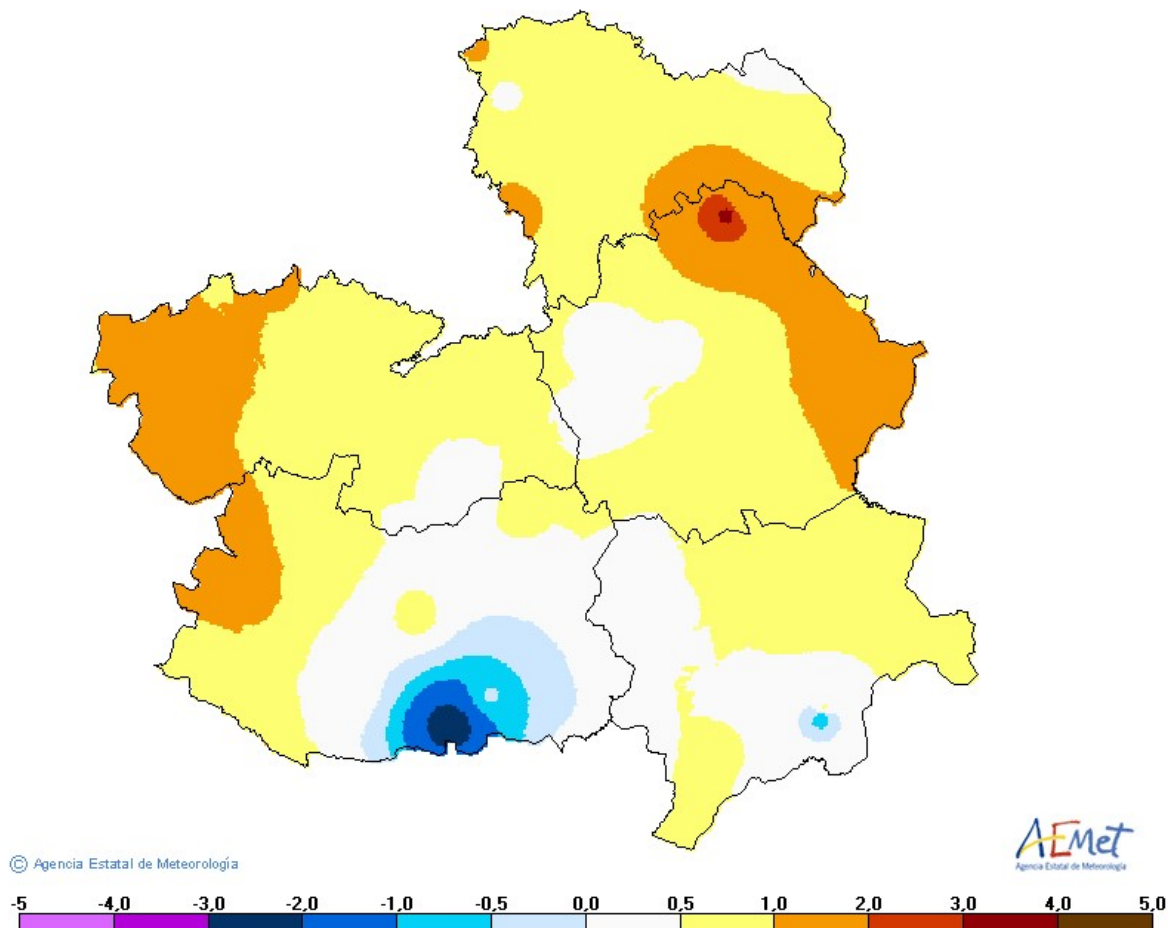 © Agencia Estatal de Meteorología
AEMet
Agencia Estatal de Meteorología
-5 -4,0 -3,0 -2,0 -1,0 -0,5 0,0 0,5 1,0 2,0 3,0 4,0 5,0